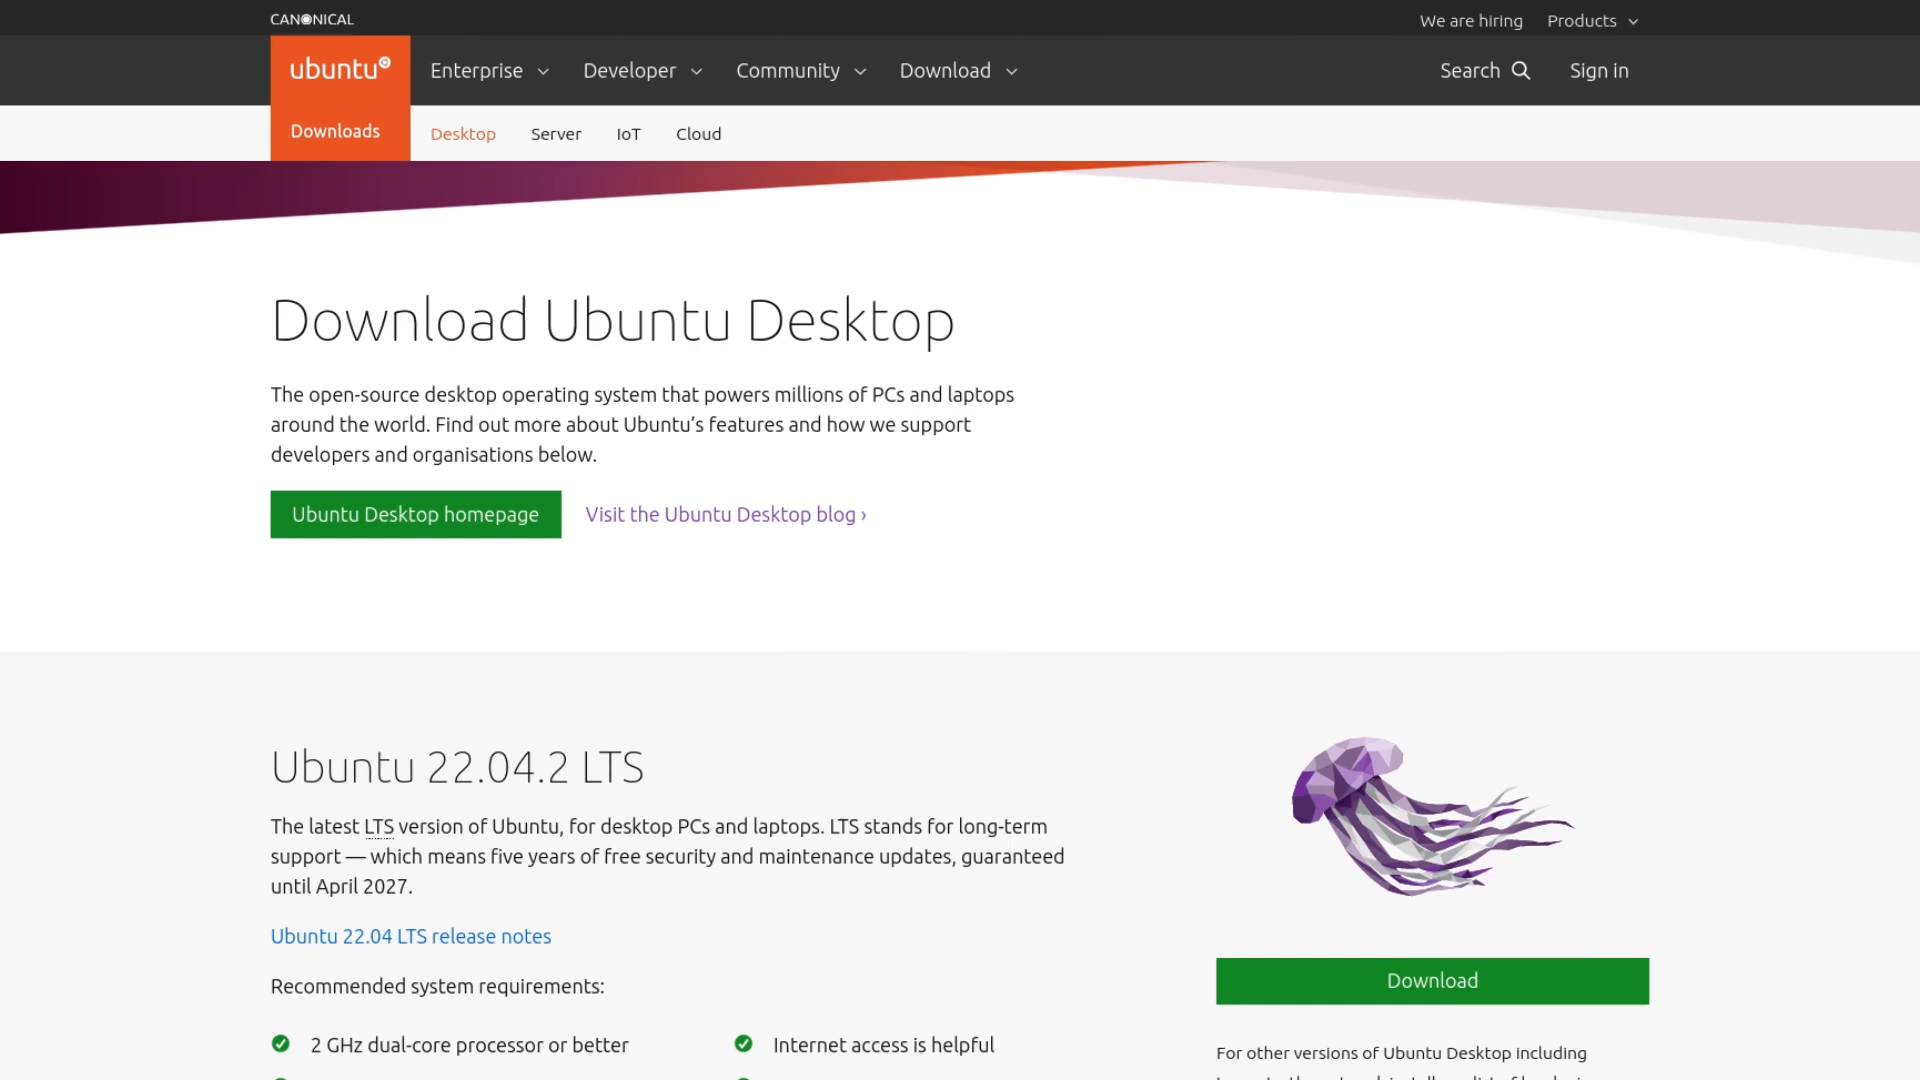 CANONICAL
We are hiring
Products
ubuntu
Enterprise
Developer
Community
Download
Search
Sign in
Downloads
Desktop
Server
IoT
Cloud
Download Ubuntu Desktop
The open-source desktop operating system that powers millions of PCs and laptops
around the world. Find out more about Ubuntu’s features and how we support
developers and organisations below.
Ubuntu Desktop homepage
Visit the Ubuntu Desktop blog ›
Ubuntu 22.04.2 LTS
The latest LTS version of Ubuntu, for desktop PCs and laptops. LTS stands for long-term
support — which means five years of free security and maintenance updates, guaranteed
until April 2027.
Ubuntu 22.04 LTS release notes
Recommended system requirements:
2 GHz dual-core processor or better
Internet access is helpful
Download
For other versions of Ubuntu Desktop including